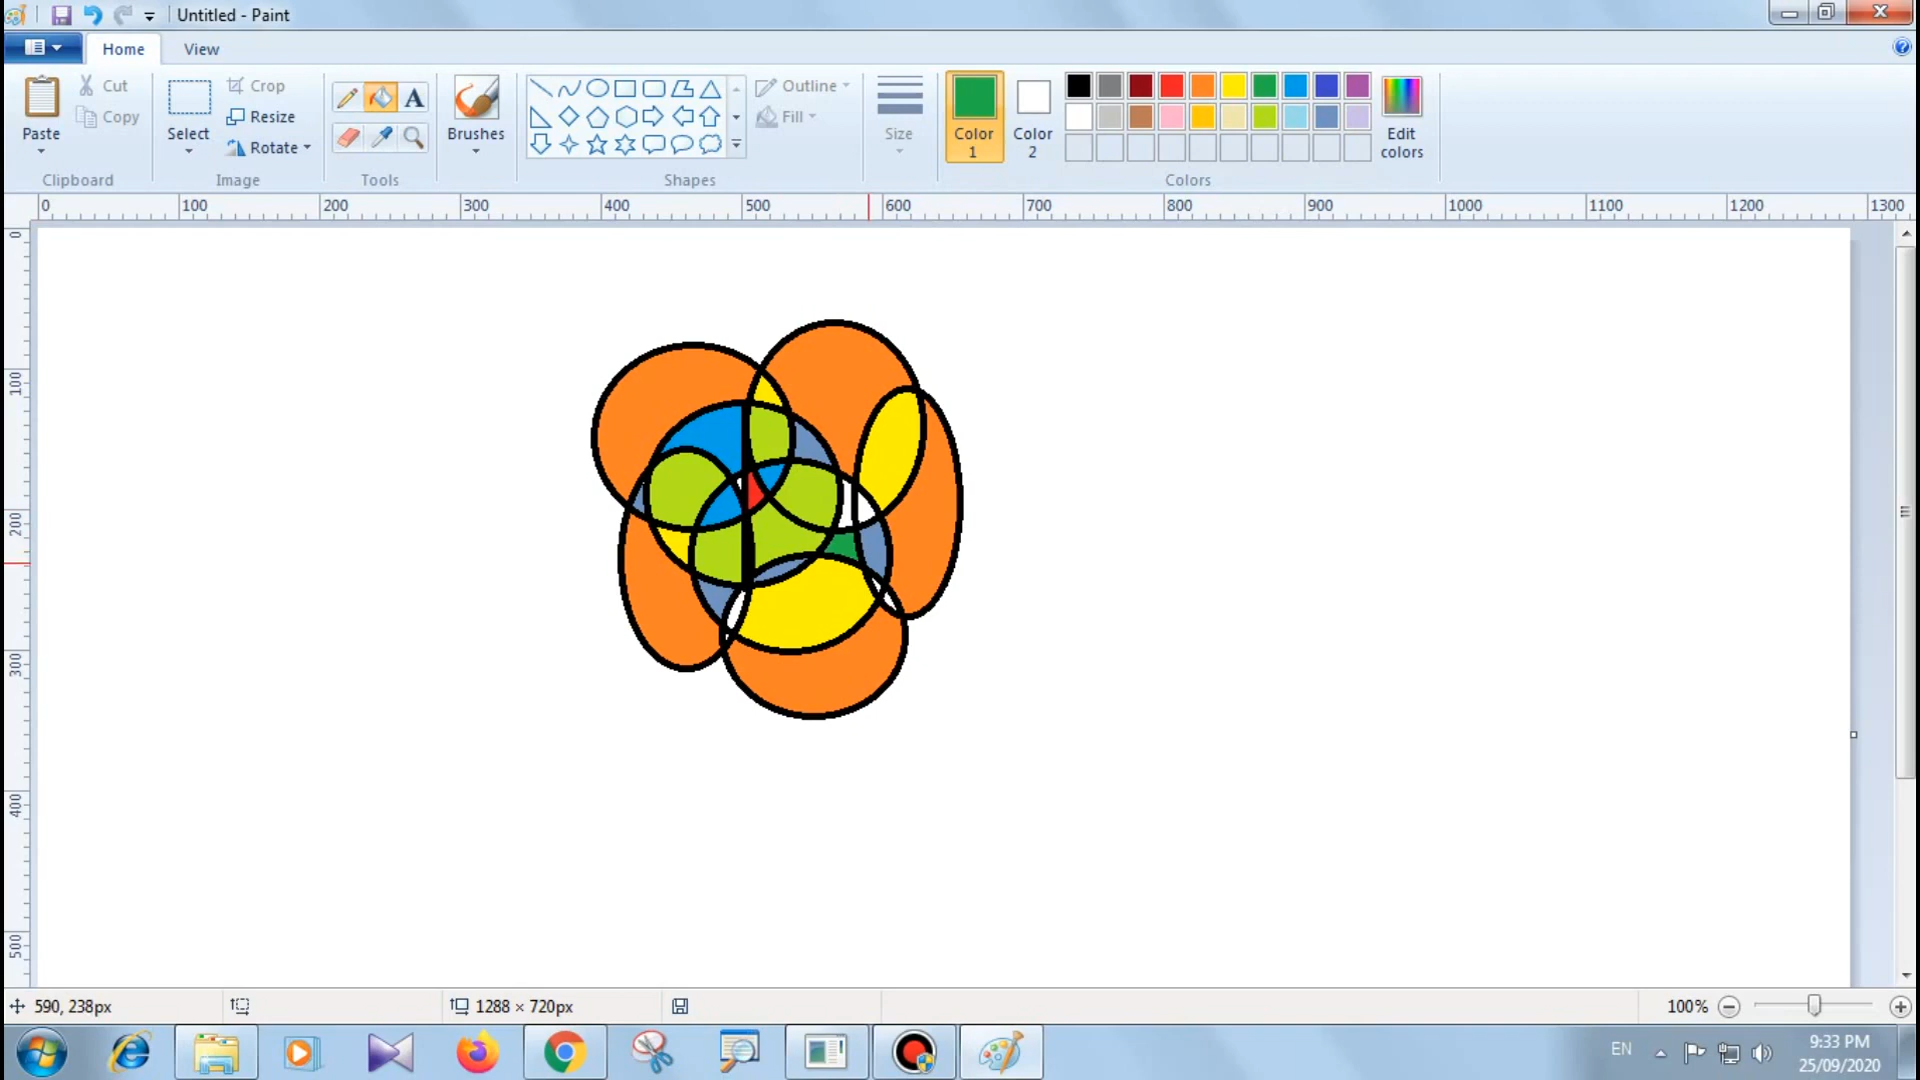 Untitled - Paint
Home View
Paste
Cut
Copy
Clipboard
Select
Crop
Resize
Rotate
Image
A
Tools
Brushes
Shapes
Outline
Fill
Size
Color 1
Color 2
Edit colors
Colors
0 100 200 300 400 500 600 700 800 900 1000 1100 1200 1300
0
100
200
300
400
500
590, 238px
1288 × 720px
100%
EN
9:33 PM
25/09/2020